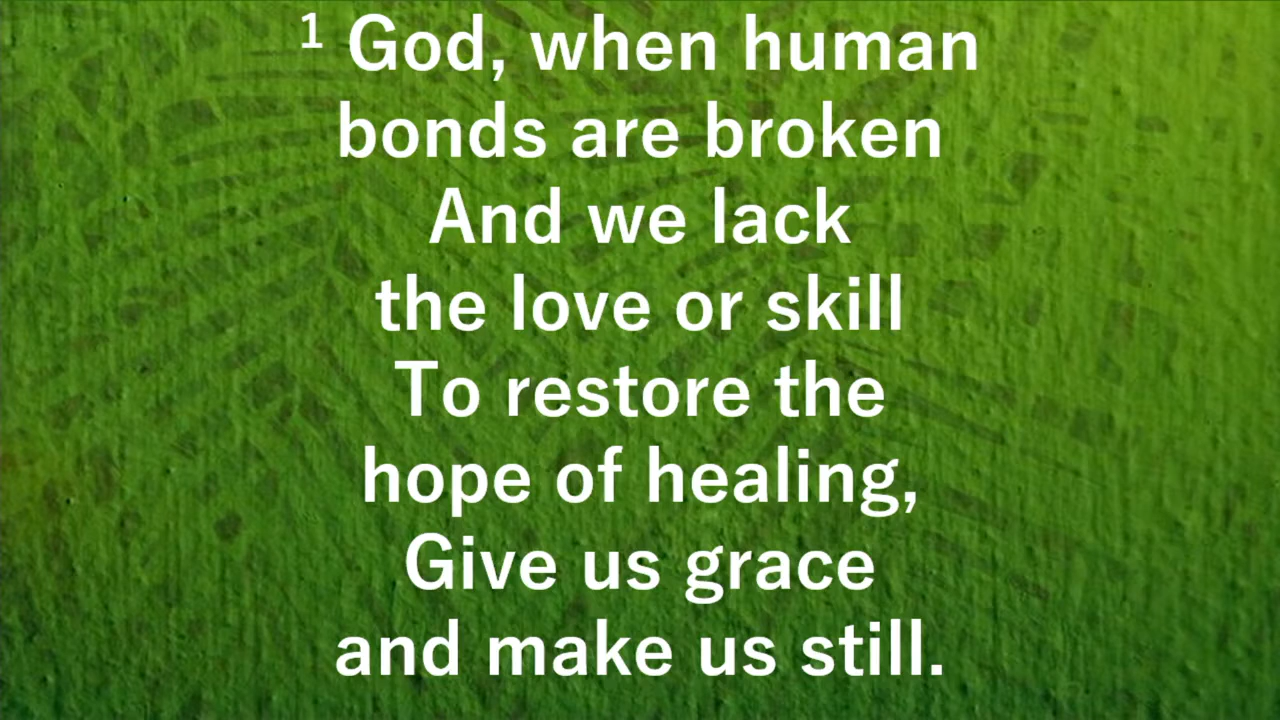 1 God, when human
bonds are broken
And we lack
the love or skill
To restore the
hope of healing,
Give us grace
and make us still.